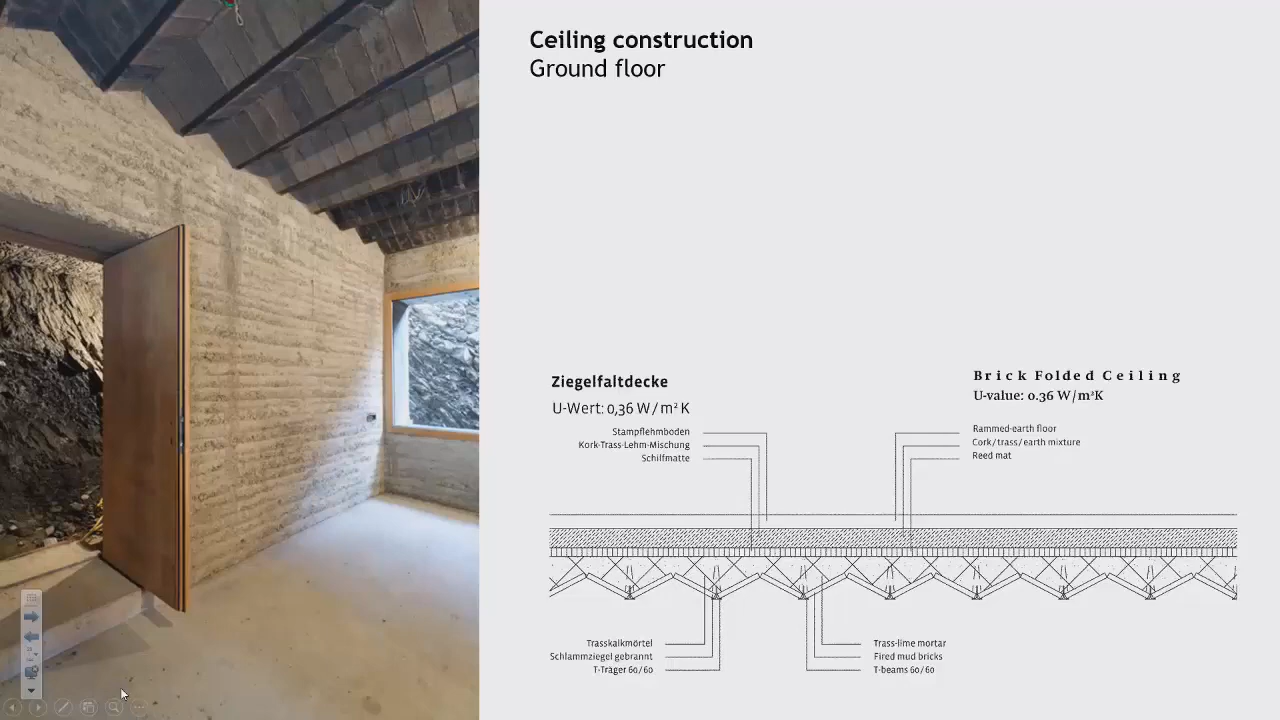 Ceiling construction
Ground floor
Ziegelfaltdecke
U-Wert: 0,36 W/m² K
Stampflehmboden
Kork-Trass-Lehm-Mischung
Schilfmatte
Brick Folded Ceiling
U-value: 0.36 W/m²K
Rammed-earth floor
Cork/trass/earth mixture
Reed mat
Trasskalkmörtel
Schlammziegel gebrannt
T-Träger 60/60
Trass-lime mortar
Fired mud bricks
T-beams 60/60